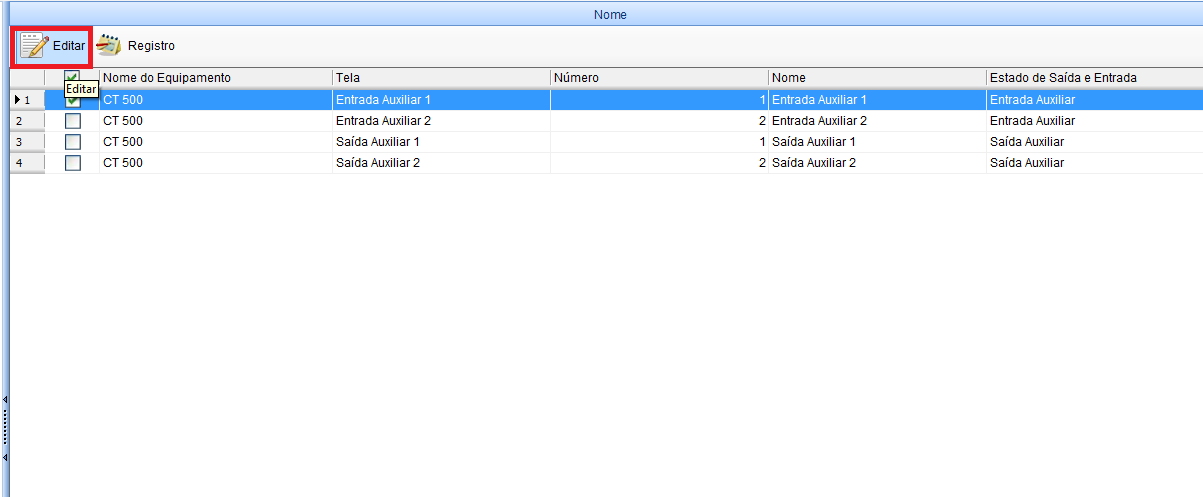 Nome
Editar Registro
Nome do Equipamento Tela Número Nome Estado de Saída e Entrada
Editar
1 CT 500 Entrada Auxiliar 1 1 Entrada Auxiliar 1 Entrada Auxiliar
2 CT 500 Entrada Auxiliar 2 2 Entrada Auxiliar 2 Entrada Auxiliar
3 CT 500 Saída Auxiliar 1 1 Saída Auxiliar 1 Saída Auxiliar
4 CT 500 Saída Auxiliar 2 2 Saída Auxiliar 2 Saída Auxiliar